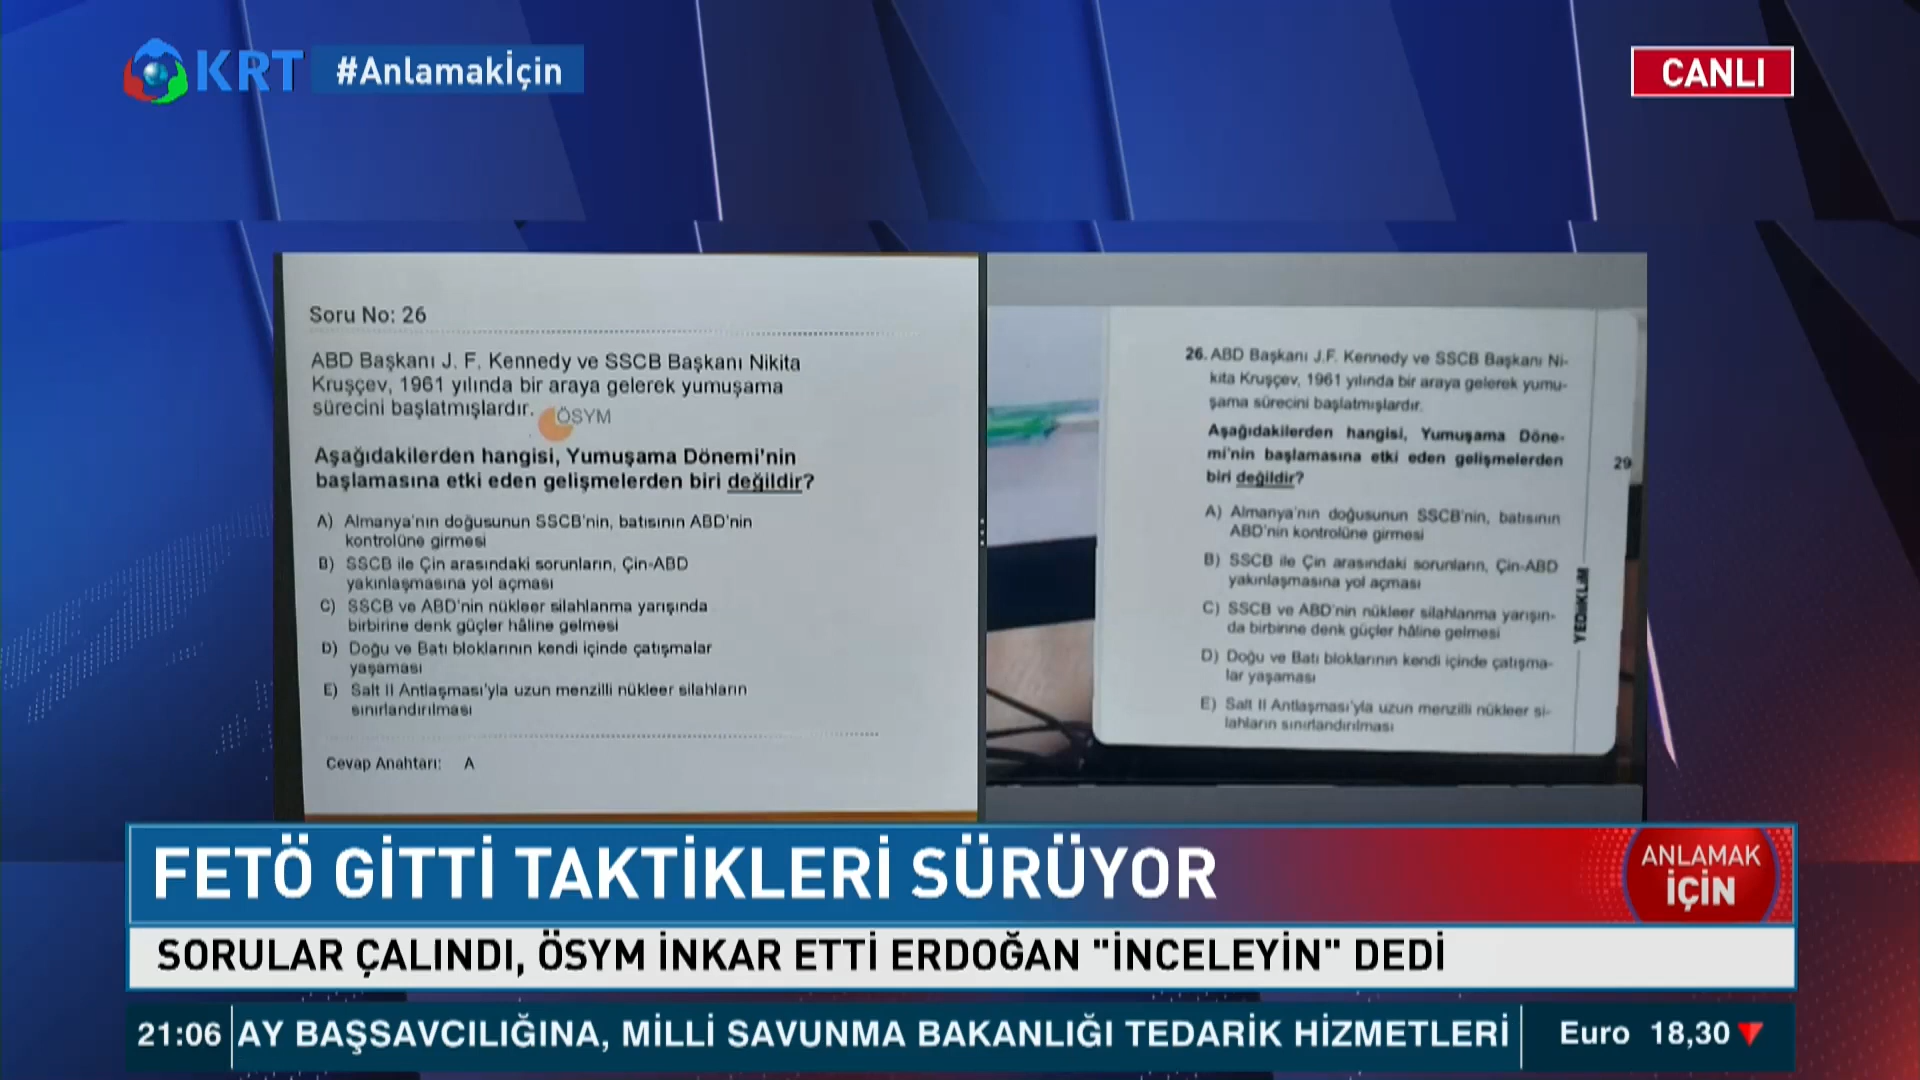 KRT
#Anlamakİçin
CANLI
Soru No: 26
ABD Başkanı J. F. Kennedy ve SSCB Başkanı Nikita
Kruşçev, 1961 yılında bir araya gelerek yumuşama
sürecini başlatmışlardır.
ÖSYM
Aşağıdakilerden hangisi, Yumuşama Dönemi'nin
başlamasına etki eden gelişmelerden biri değildir?
A) Almanya'nın doğusunun SSCB'nin, batısının ABD'nin
kontrolüne girmesi
B) SSCB ile Çin arasındaki sorunların, Çin-ABD
yakınlaşmasına yol açması
C) SSCB ve ABD'nin nükleer silahlanma yarışında
birbirine denk güçler hâline gelmesi
D) Doğu ve Batı bloklarının kendi içinde çatışmalar
yaşaması
E) Salt II Antlaşması'yla uzun menzilli nükleer silahların
sınırlandırılması
Cevap Anahtarı: A
26. ABD Başkanı J.F. Kennedy ve SSCB Başkanı Ni-
kita Kruşçev, 1961 yılında bir araya gelerek yumu-
şama sürecini başlatmışlardır.
Aşağıdakilerden hangisi, Yumuşama Döne-
mi'nin başlamasına etki eden gelişmelerden
biri değildir?
A) Almanya'nın doğusunun SSCB'nin, batısının
ABD'nin kontrolüne girmesi
B) SSCB ile Çin arasındaki sorunların, Çin-ABD
yakınlaşmasına yol açması
C) SSCB ve ABD'nin nükleer silahlanma yarışın-
da birbirine denk güçler hâline gelmesi
D) Doğu ve Batı bloklarının kendi içinde çatışma-
lar yaşaması
E) Salt II Antlaşması'yla uzun menzilli nükleer si-
lahların sınırlandırılması
29
YEDİİKLİM
FETÖ GİTTİ TAKTİKLERİ SÜRÜYOR
ANLAMAK
İÇİN
SORULAR ÇALINDI, ÖSYM İNKAR ETTİ ERDOĞAN "İNCELEYİN" DEDİ
21:06 AY BAŞSAVCILIĞINA, MİLLİ SAVUNMA BAKANLIĞI TEDARİK HİZMETLERİ Euro 18,30